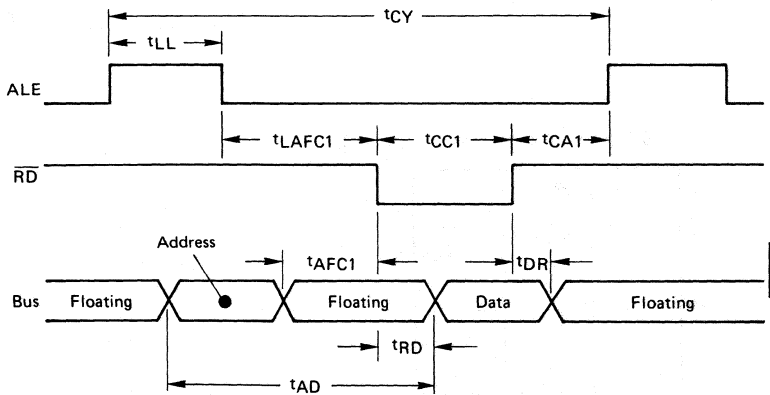 tCY
tLL
ALE
tLAFC1 tCC1 tCA1
RD
Address
tAFC1 tDR
Bus Floating Floating Data Floating
tRD
tAD